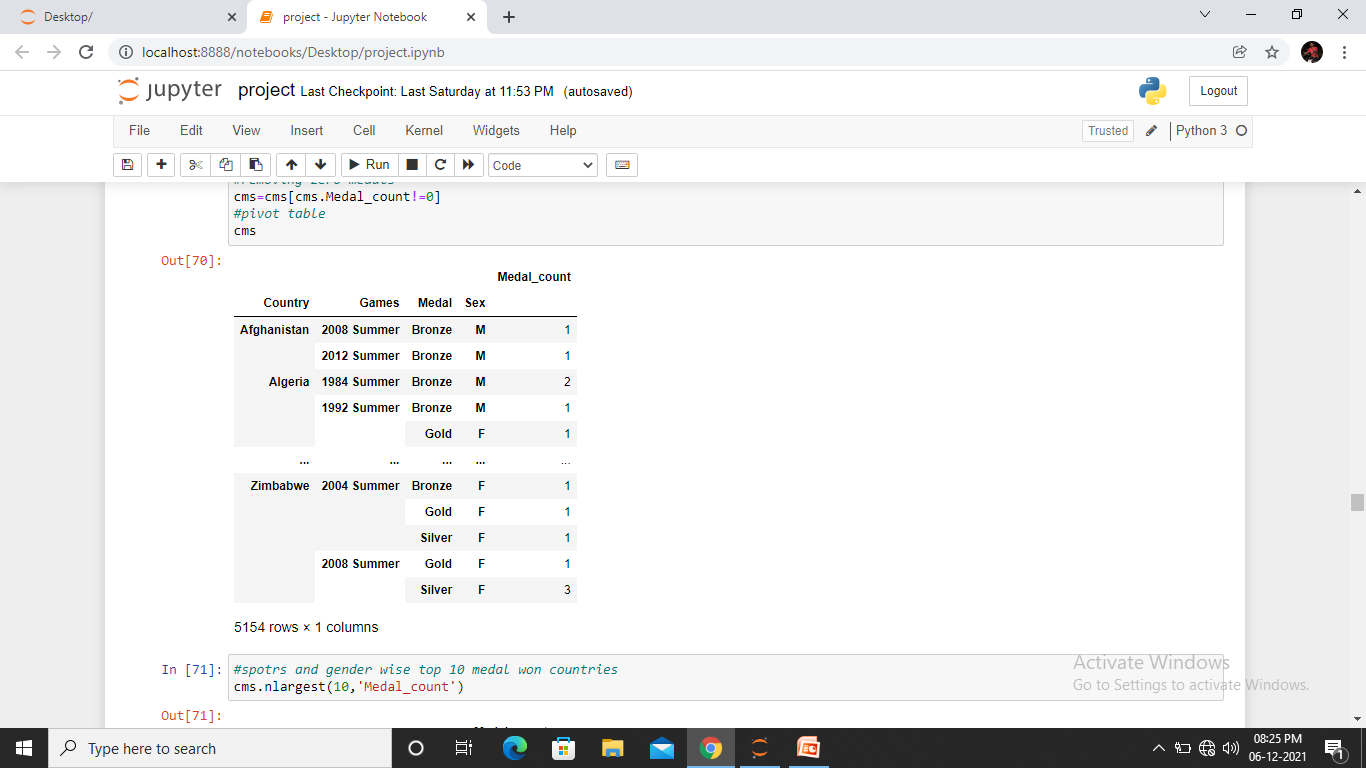 Desktop/
project - Jupyter Notebook
localhost:8888/notebooks/Desktop/project.ipynb
jupyter project Last Checkpoint: Last Saturday at 11:53 PM (autosaved)
Logout
File Edit View Insert Cell Kernel Widgets Help
Trusted Python 3
Run Code
#removing zero medals
cms=cms[cms.Medal_count!=0]
#pivot table
cms
Out[70]:
Medal_count
Country Games Medal Sex
Afghanistan 2008 Summer Bronze M 1
2012 Summer Bronze M 1
Algeria 1984 Summer Bronze M 2
1992 Summer Bronze M 1
Gold F 1
... ... ... ... ...
Zimbabwe 2004 Summer Bronze F 1
Gold F 1
Silver F 1
2008 Summer Gold F 1
Silver F 3
5154 rows × 1 columns
In [71]: #spotrs and gender wise top 10 medal won countries
cms.nlargest(10,'Medal_count')
Out[71]:
Activate Windows
Go to Settings to activate Windows.
Type here to search
08:25 PM
06-12-2021
1